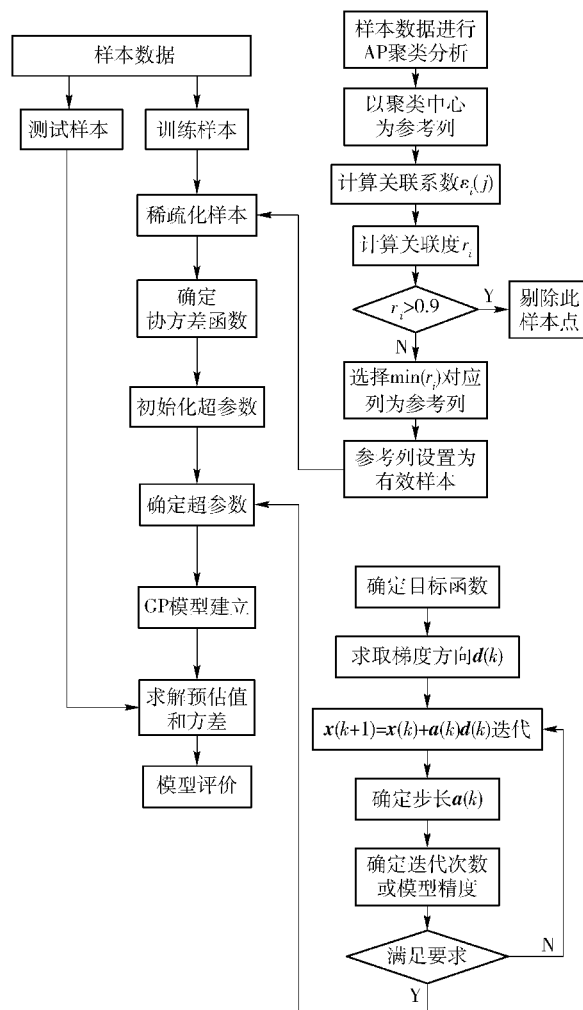 样本数据
测试样本
训练样本
稀疏化样本
确定
协方差函数
初始化超参数
确定超参数
GP模型建立
求解预估值
和方差
模型评价
样本数据进行
AP聚类分析
以聚类中心
为参考列
计算关联系数εi(j)
计算关联度ri
ri>0.9
Y
剔除此
样本点
N
选择min(ri)对应
列为参考列
参考列设置为
有效样本
确定目标函数
求取梯度方向d(k)
x(k+1)=x(k)+a(k)d(k)迭代
确定步长a(k)
确定迭代次数
或模型精度
满足要求
N
Y